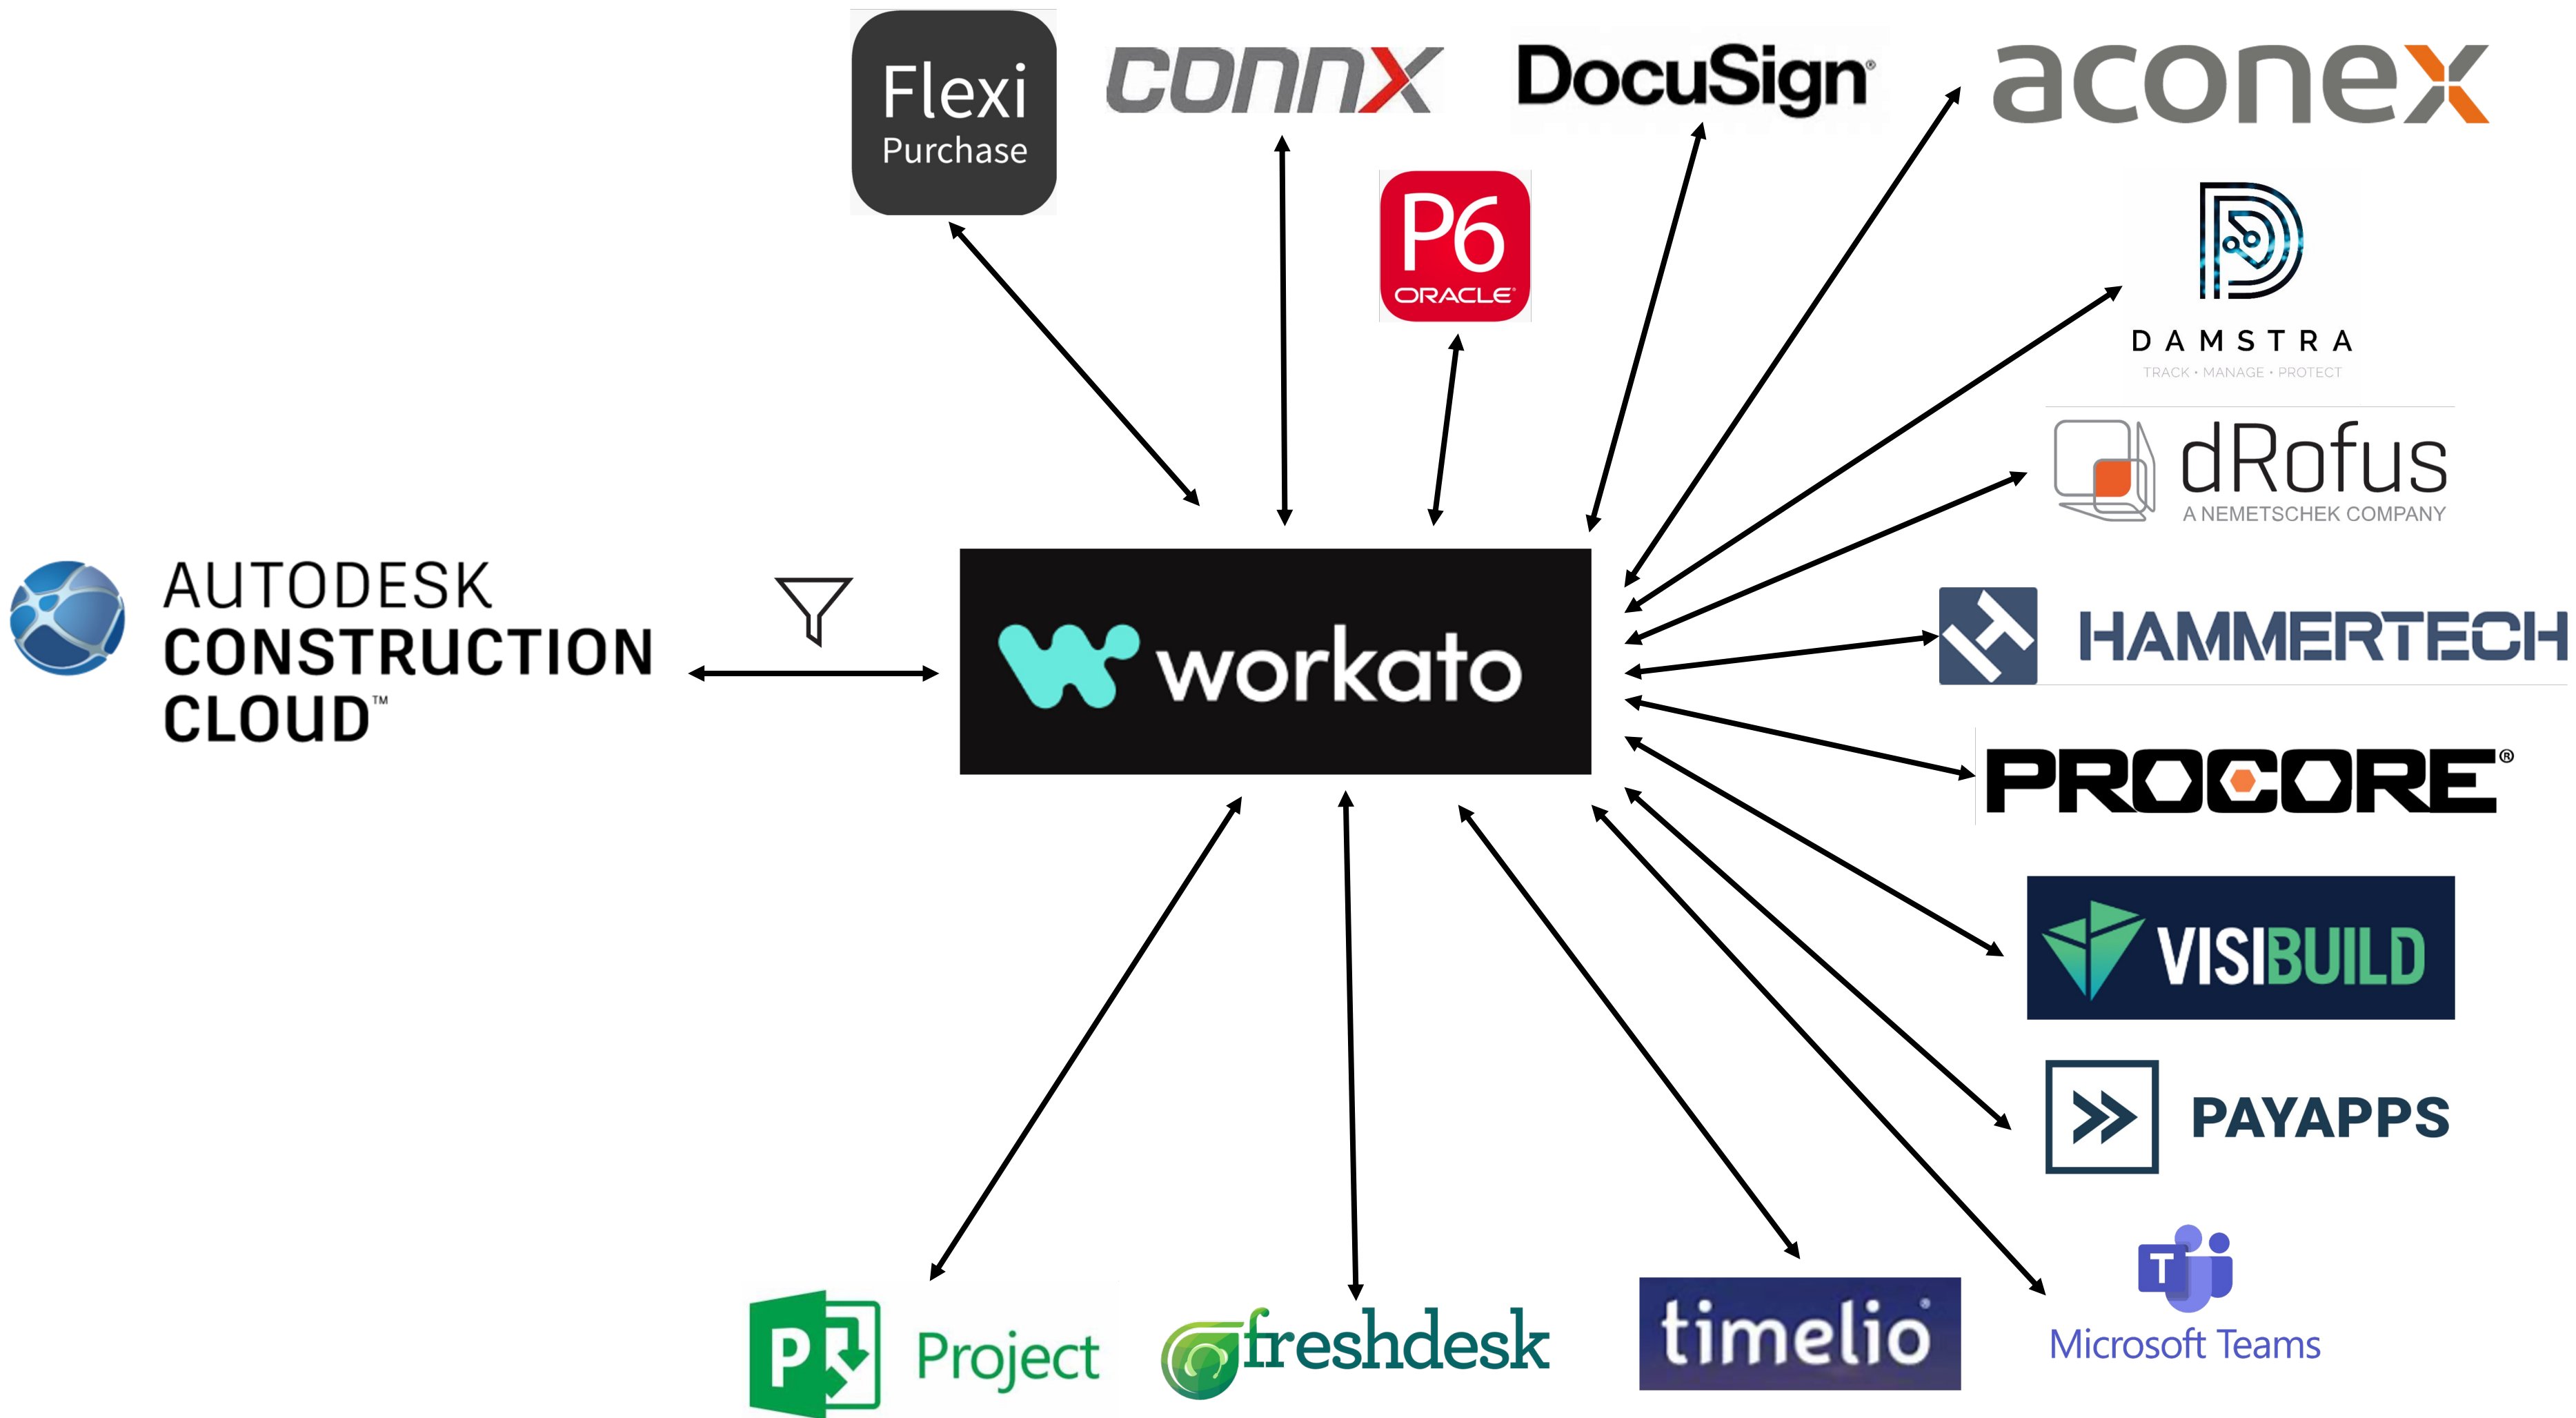 Flexi
Purchase
connx
DocuSign®
aconex
P6
ORACLE®
DAMSTRA
TRACK • MANAGE • PROTECT
dRofus
A NEMETSCHEK COMPANY
AUTODESK
CONSTRUCTION
CLOUD™
workato
HAMMERTECH
PROCORE®
VISIBUILD
PAYAPPS
T
Microsoft Teams
P
Project
freshdesk
timelio®